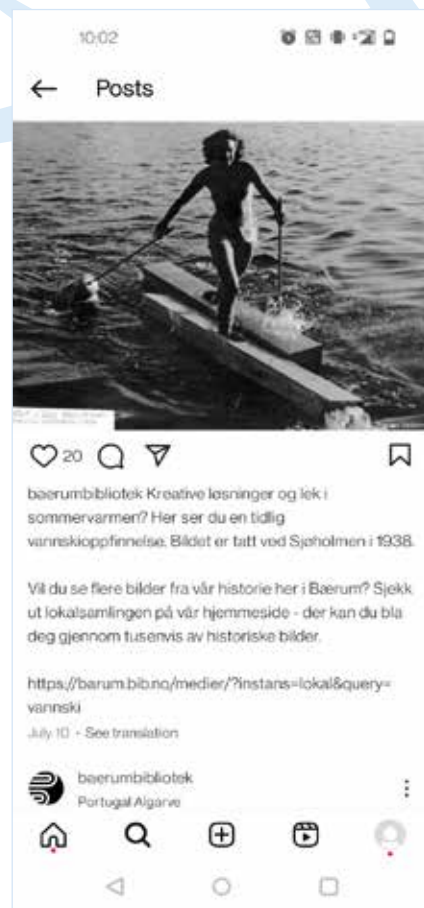 10:02
Posts
20
baerumbibliotek Kreative løsninger og lek i
sommervarmen? Her ser du en tidlig
vannskioppfinnelse. Bildet er tatt ved Sjøholmen i 1938.
Vil du se flere bilder fra vår historie her i Bærum? Sjekk
ut lokalsamlingen på vår hjemmeside - der kan du bla
deg gjennom tusenvis av historiske bilder.
https://barum.bib.no/medier/?instans=lokal&query=
vannski
July 10 • See translation
baerumbibliotek
Portugal Algarve